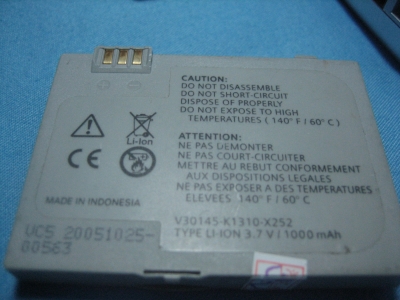 CAUTION:
DO NOT DISASSEMBLE
DO NOT SHORT-CIRCUIT
DISPOSE OF PROPERLY
DO NOT EXPOSE TO HIGH
TEMPERATURES ( 140° F / 60° C )
Li-Ion
CE
ATTENTION:
NE PAS DEMONTER
NE PAS COURT-CIRCUITER
METTRE AU REBUT CONFORMEMENT
AUX USAGES LEGAUX
NE PAS EXPOSER A DES TEMPERATURES
ELEVEES ( 140° F / 60° C )
MADE IN INDONESIA
V30145-K1310-X252
TYPE LI-ION 3.7 V / 1000 mAh
VC5 20051025-
00563